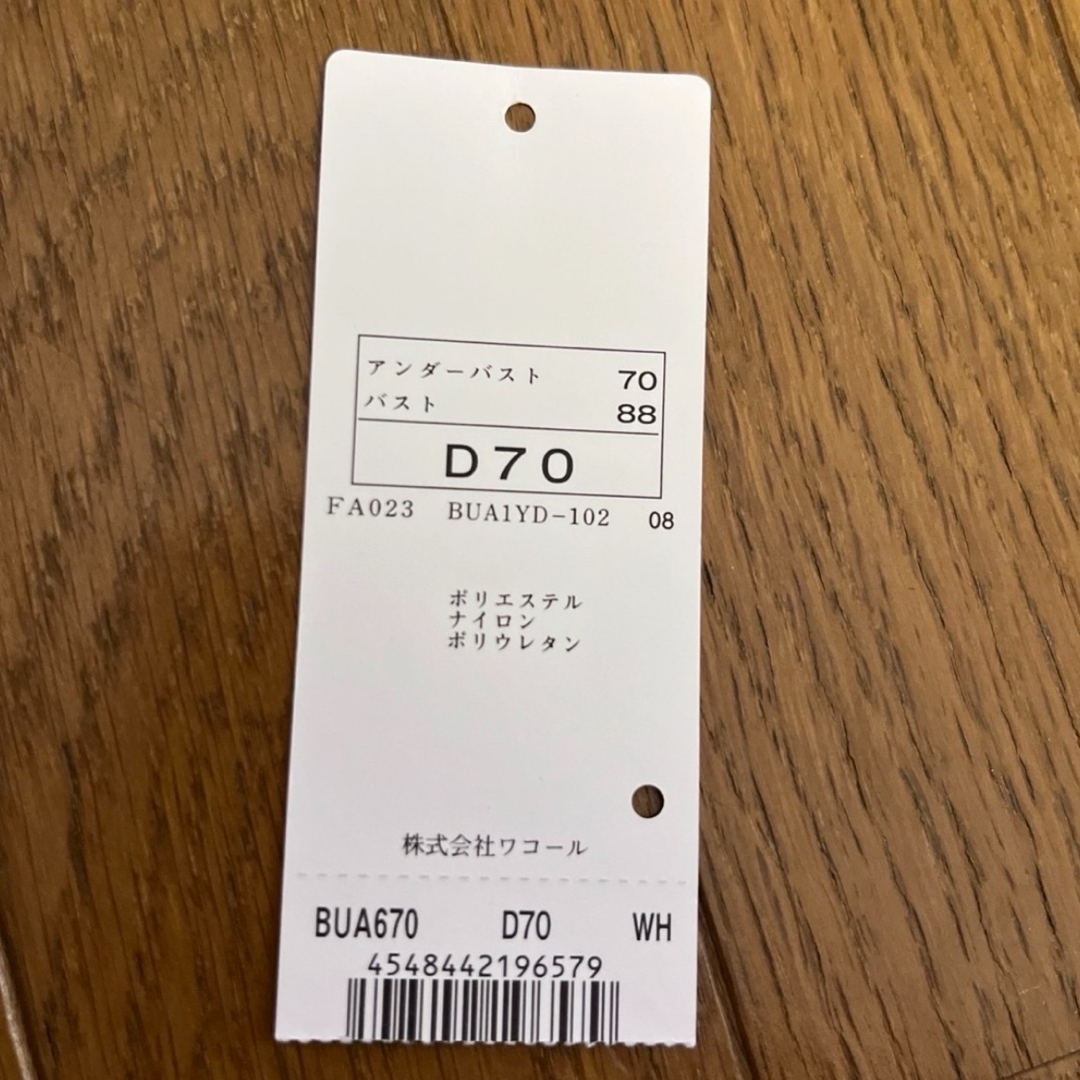 アンダーバスト 70
バスト 88
D70
FA023 BUA1YD-102 08
ポリエステル
ナイロン
ポリウレタン
株式会社ワコール
BUA670 D70 WH
4548442196579